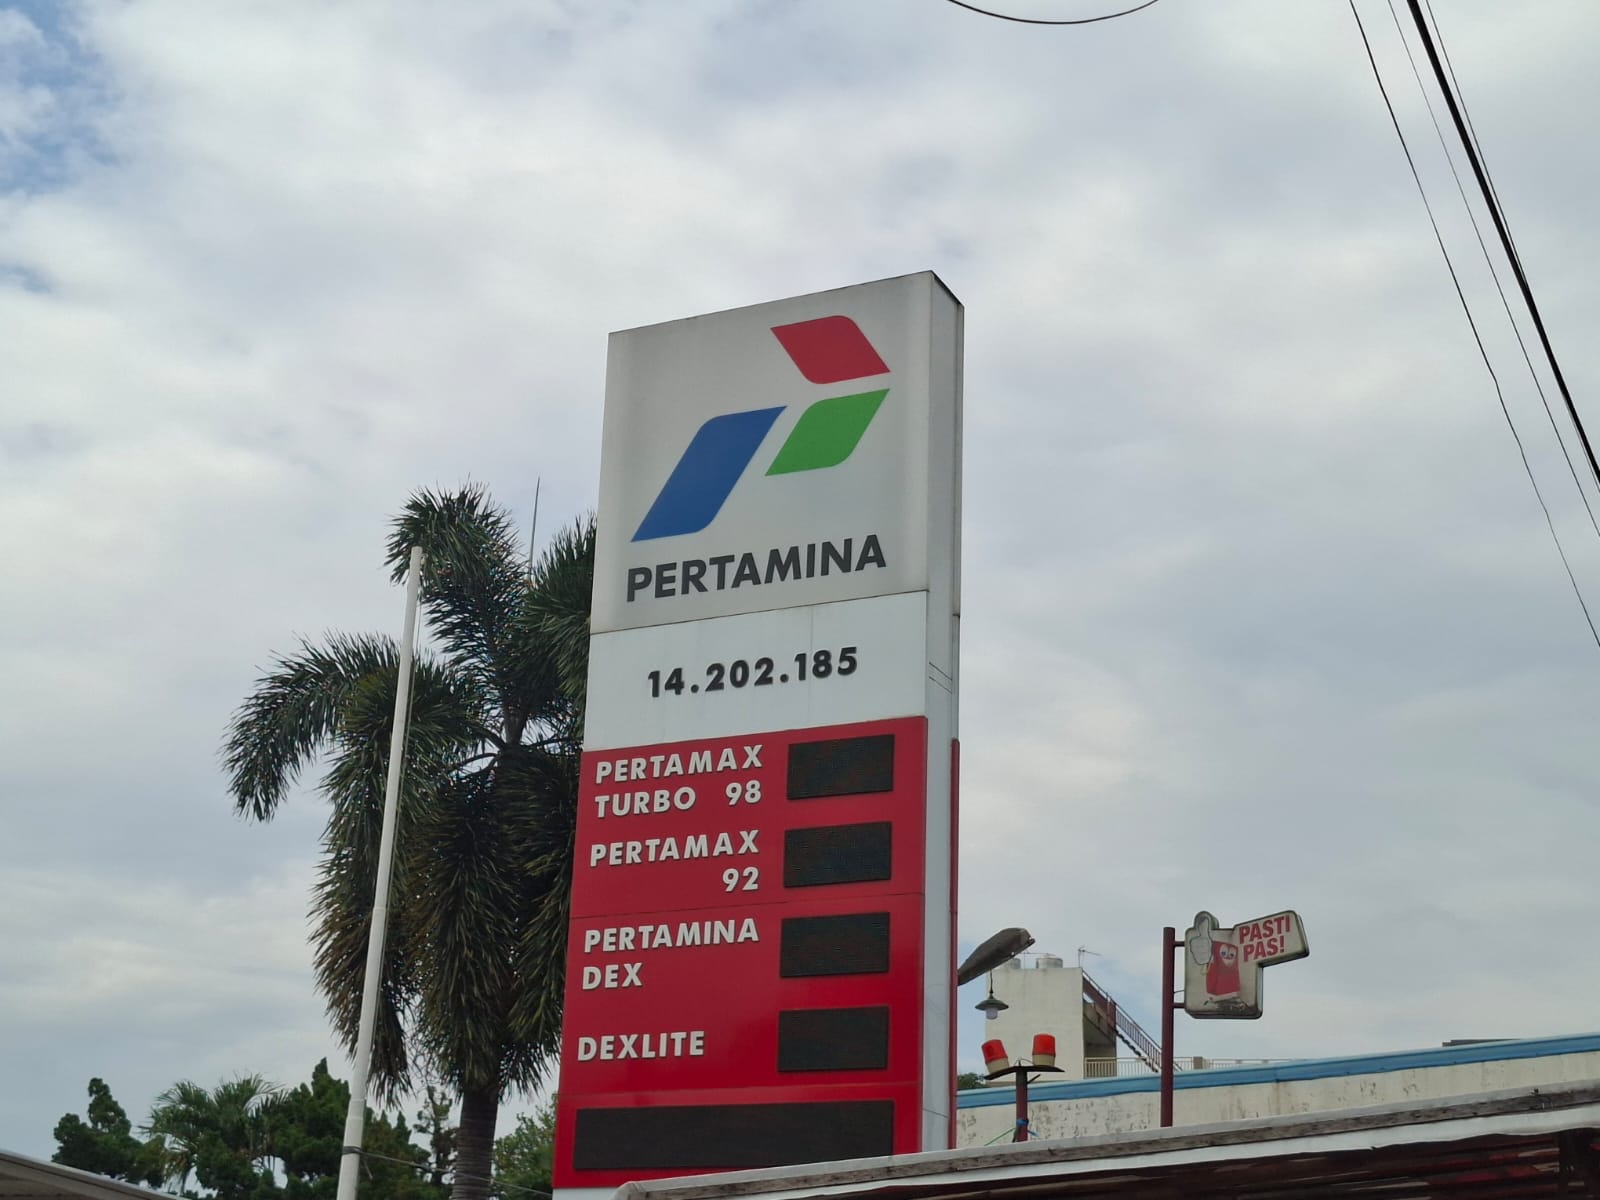 PERTAMINA
14.202.185
PERTAMAX
TURBO 98
PERTAMAX
92
PERTAMINA
DEX
DEXLITE
PASTI
PAS!